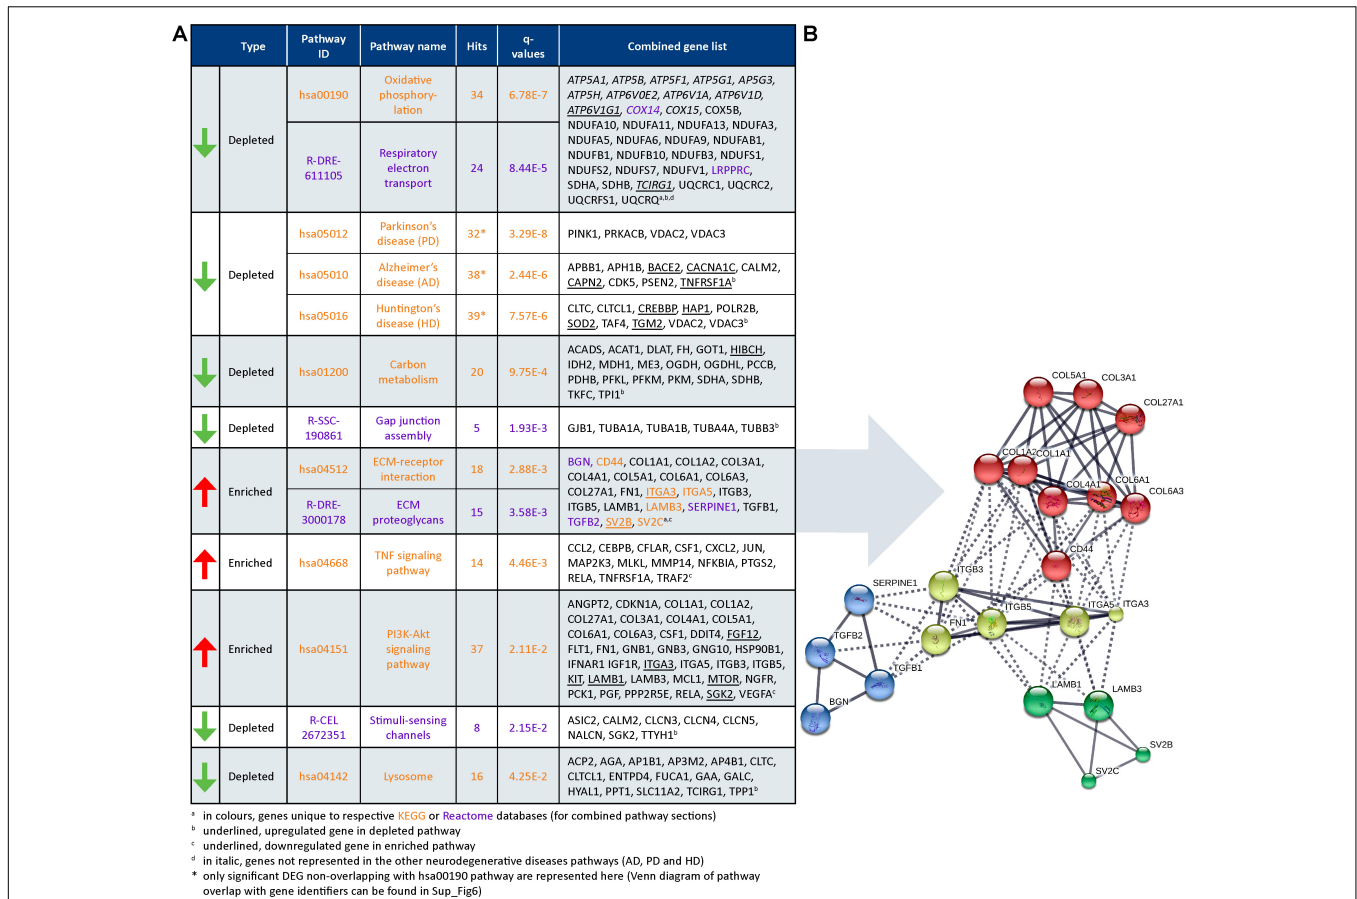 A
B
Type
Pathway
ID
Pathway name
Hits
q-
values
Combined gene list
Depleted
hsa00190
Oxidative
phosphory-
lation
34
6.78E-7
R-DRE-
611105
Respiratory
electron
transport
24
8.44E-5
ATP5A1, ATP5B, ATP5F1, ATP5G1, AP5G3,
ATP5H, ATP6V0E2, ATP6V1A, ATP6V1D,
ATP6V1G1, COX14, COX15, COX5B,
NDUFA10, NDUFA11, NDUFA13, NDUFA3,
NDUFA5, NDUFA6, NDUFA9, NDUFAB1,
NDUFB1, NDUFB10, NDUFB3, NDUFS1,
NDUFS2, NDUFS7, NDUFV1, LRPPRC,
SDHA, SDHB, TCIRG1, UQCRC1, UQCRC2,
UQCRFS1, UQCRQa,b,d
Depleted
hsa05012
Parkinson's
disease (PD)
32*
3.29E-8
PINK1, PRKACB, VDAC2, VDAC3
hsa05010
Alzheimer's
disease (AD)
38*
2.44E-6
APBB1, APH1B, BACE2, CACNA1C, CALM2,
CAPN2, CDK5, PSEN2, TNFRSF1Ab
hsa05016
Huntington's
disease (HD)
39*
7.57E-6
CLTC, CLTCL1, CREBBP, HAP1, POLR2B,
SOD2, TAF4, TGM2, VDAC2, VDAC3b
Depleted
hsa01200
Carbon
metabolism
20
9.75E-4
ACADS, ACAT1, DLAT, FH, GOT1, HIBCH,
IDH2, MDH1, ME3, OGDH, OGDHL, PCCB,
PDHB, PFKL, PFKM, PKM, SDHA, SDHB,
TKFC, TPI1b
Depleted
R-SSC-
190861
Gap junction
assembly
5
1.93E-3
GJB1, TUBA1A, TUBA1B, TUBA4A, TUBB3b
Enriched
hsa04512
ECM-receptor
interaction
18
2.88E-3
R-DRE-
3000178
ECM
proteoglycans
15
3.58E-3
BGN, CD44, COL1A1, COL1A2, COL3A1,
COL4A1, COL5A1, COL6A1, COL6A3,
COL27A1, FN1, ITGA3, ITGA5, ITGB3,
ITGB5, LAMB1, LAMB3, SERPINE1, TGFB1,
TGFB2, SV2B, SV2Ca,c
Enriched
hsa04668
TNF signaling
pathway
14
4.46E-3
CCL2, CEBPB, CFLAR, CSF1, CXCL2, JUN,
MAP2K3, MLKL, MMP14, NFKBIA, PTGS2,
RELA, TNFRSF1A, TRAF2c
Enriched
hsa04151
PI3K-Akt
signaling
pathway
37
2.11E-2
ANGPT2, CDKN1A, COL1A1, COL1A2,
COL27A1, COL3A1, COL4A1, COL5A1,
COL6A1, COL6A3, CSF1, DDIT4, FGF12,
FLT1, FN1, GNB1, GNB3, GNG10, HSP90B1,
IFNAR1 IGF1R, ITGA3, ITGA5, ITGB3, ITGB5,
KIT, LAMB1, LAMB3, MCL1, MTOR, NGFR,
PCK1, PGF, PPP2R5E, RELA, SGK2, VEGFAc
Depleted
R-CEL
2672351
Stimuli-sensing
channels
8
2.15E-2
ASIC2, CALM2, CLCN3, CLCN4, CLCN5,
NALCN, SGK2, TTYH1b
Depleted
hsa04142
Lysosome
16
4.25E-2
ACP2, AGA, AP1B1, AP3M2, AP4B1, CLTC,
CLTCL1, ENTPD4, FUCA1, GAA, GALC,
HYAL1, PPT1, SLC11A2, TCIRG1, TPP1b
a in colours, genes unique to respective KEGG or Reactome databases (for combined pathway sections)
b underlined, upregulated gene in depleted pathway
c underlined, downregulated gene in enriched pathway
d in italic, genes not represented in the other neurodegenerative diseases pathways (AD, PD and HD)
* only significant DEG non-overlapping with hsa00190 pathway are represented here (Venn diagram of pathway
overlap with gene identifiers can be found in Sup_Fig6)
COL5A1
COL3A1
COL27A1
COL1A2
COL1A1
COL4A1
COL6A1
COL6A3
CD44
ITGB3
SERPINE1
ITGB5
ITGA5
ITGA3
FN1
TGFB2
TGFB1
BGN
LAMB1
LAMB3
SV2B
SV2C